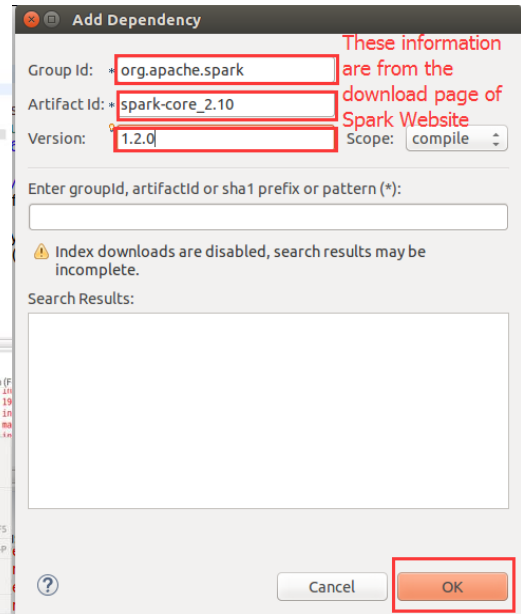 Add Dependency
These information
are from the
download page of
Spark Website
Group Id: * org.apache.spark
Artifact Id: * spark-core_2.10
Version: 1.2.0 Scope: compile
Enter groupId, artifactId or sha1 prefix or pattern (*):
Index downloads are disabled, search results may be
incomplete.
Search Results:
? Cancel OK